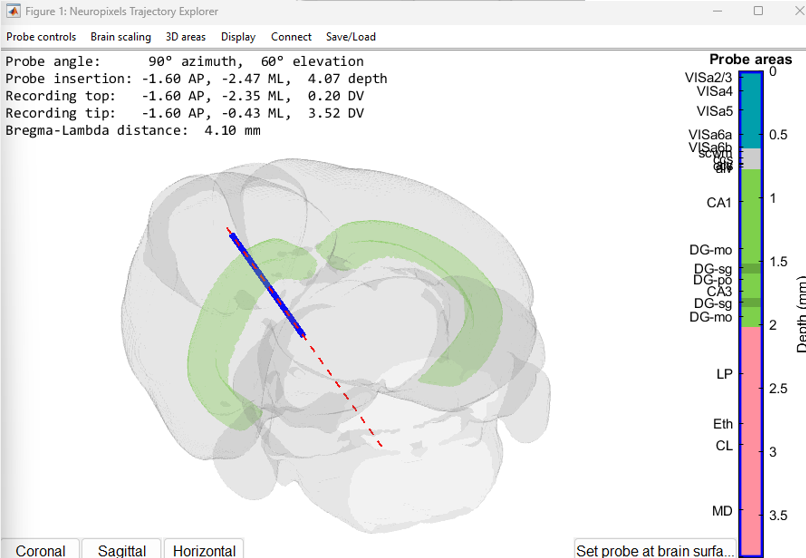 Figure 1: Neuropixels Trajectory Explorer
Probe controls Brain scaling 3D areas Display Connect Save/Load
Probe angle: 90° azimuth, 60° elevation
Probe insertion: -1.60 AP, -2.47 ML, 4.07 depth
Recording top: -1.60 AP, -2.35 ML, 0.20 DV
Recording tip: -1.60 AP, -0.43 ML, 3.52 DV
Bregma-Lambda distance: 4.10 mm
Probe areas
VISa2/3
VISa4
VISa5
VISa6a
VISa6b
scwm
alv
CA1
DG-mo
DG-sg
DG-po
CA3
DG-sg
DG-mo
LP
Eth
CL
MD
0
0.5
1
1.5
2
2.5
3
3.5
Depth (mm)
Coronal Sagittal Horizontal Set probe at brain surfa...